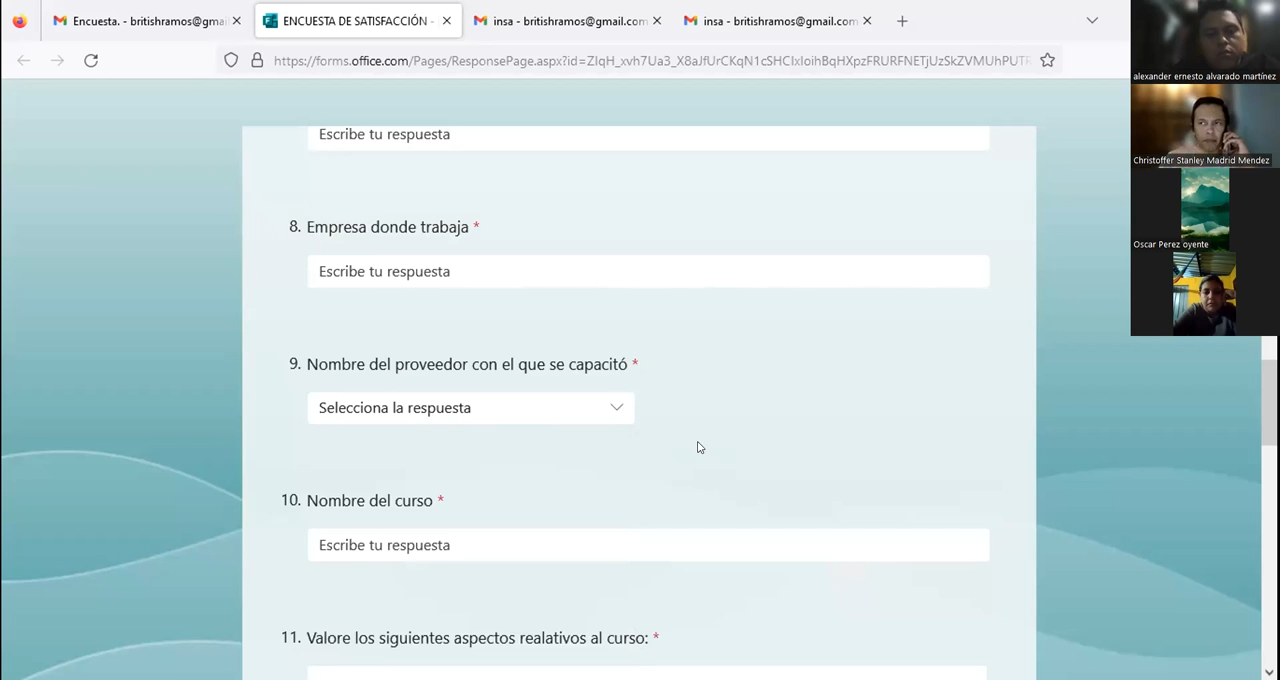 Encuesta. - britishramos@gmai
ENCUESTA DE SATISFACCIÓN -
insa - britishramos@gmail.com
insa - britishramos@gmail.com
alexander ernesto alvarado martínez
Christoffer Stanley Madrid Mendez
Oscar Perez oyente
Escribe tu respuesta
8. Empresa donde trabaja *
Escribe tu respuesta
9. Nombre del proveedor con el que se capacitó *
Selecciona la respuesta
10. Nombre del curso *
Escribe tu respuesta
11. Valore los siguientes aspectos realativos al curso: *